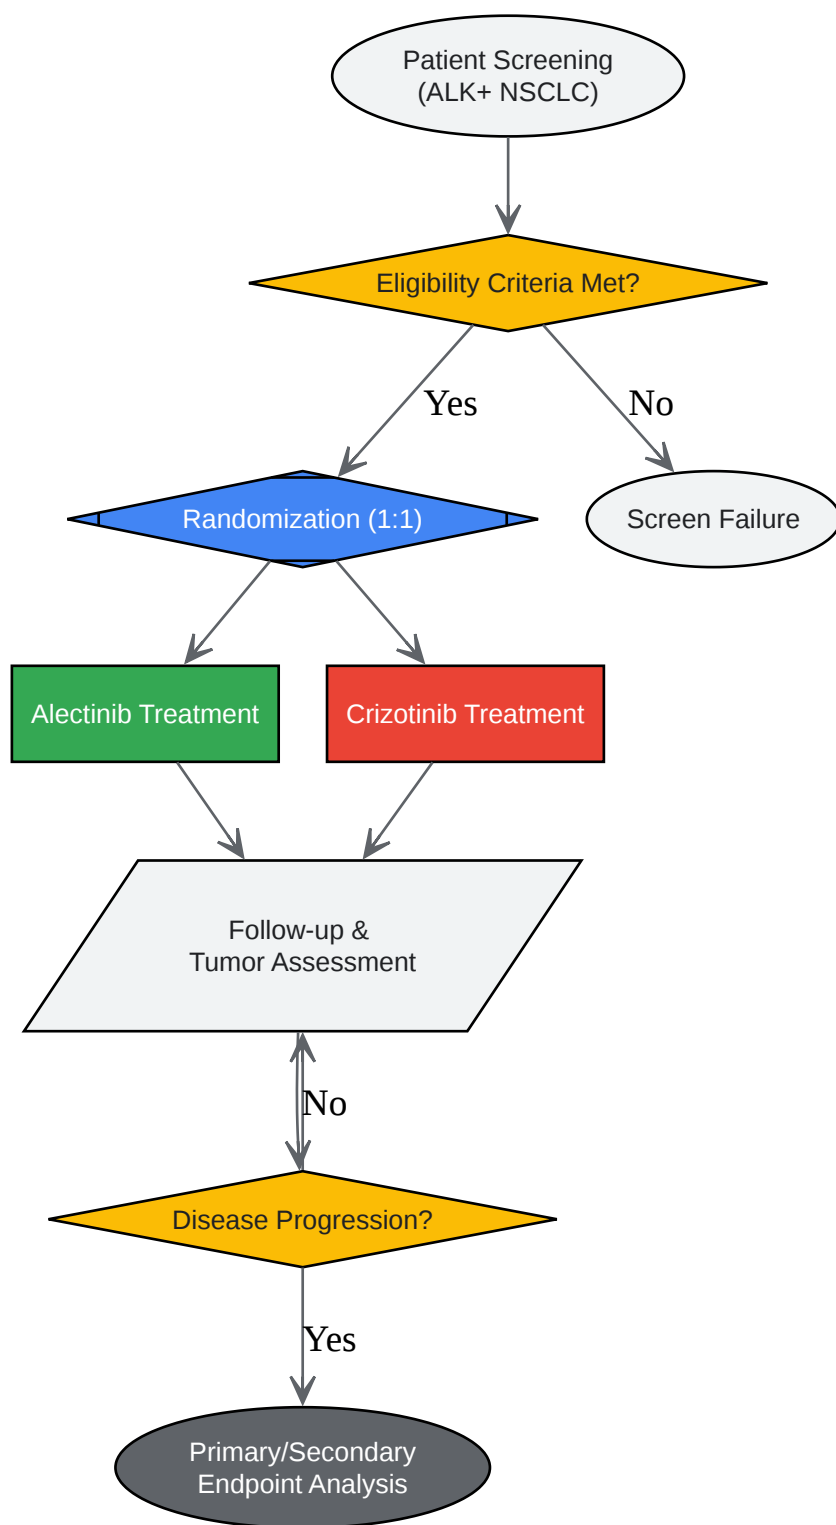 Patient Screening
(ALK+ NSCLC)
Eligibility Criteria Met?
Yes
No
Randomization (1:1)
Screen Failure
Alectinib Treatment
Crizotinib Treatment
Follow-up &
Tumor Assessment
No
Disease Progression?
Yes
Primary/Secondary
Endpoint Analysis